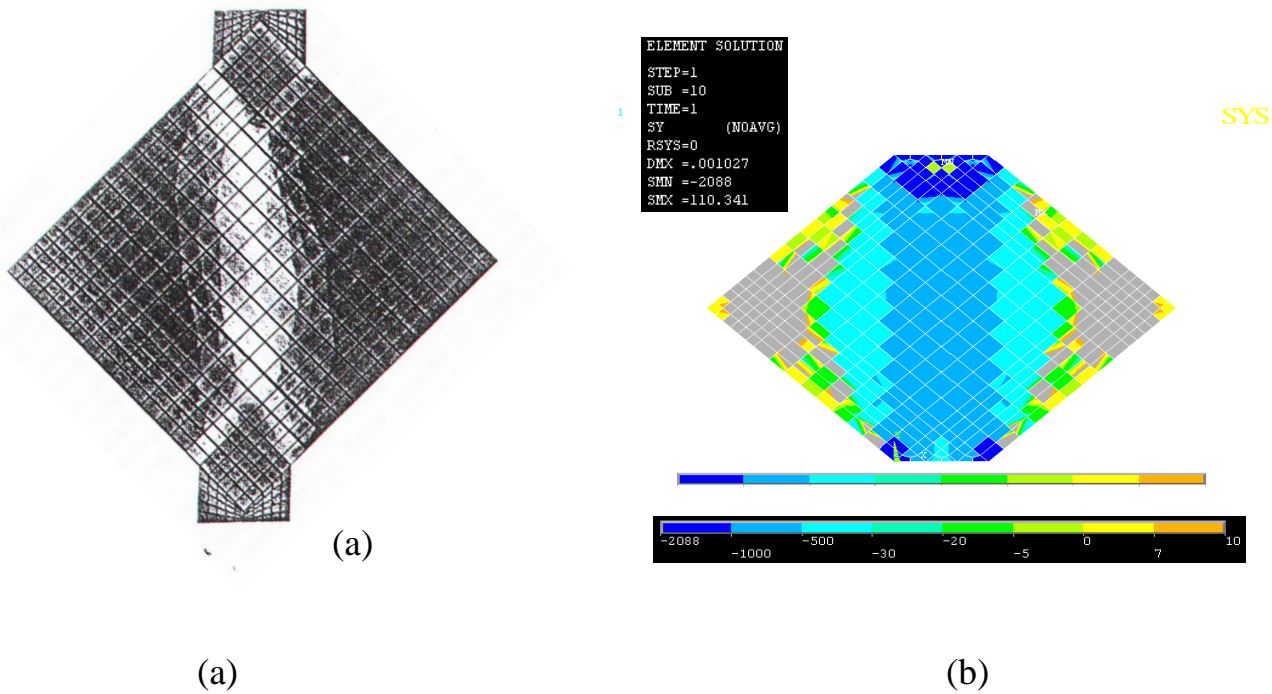 ELEMENT SOLUTION
STEP=1
SUB =10
TIME=1
SY (NOAVG)
RSYS=0
DMX =.001027
SMN =-2088
SMX =110.341
1
SYS
(a)
-2088 -500 -20 0 10
-1000 -30 -5 7
(a) (b)